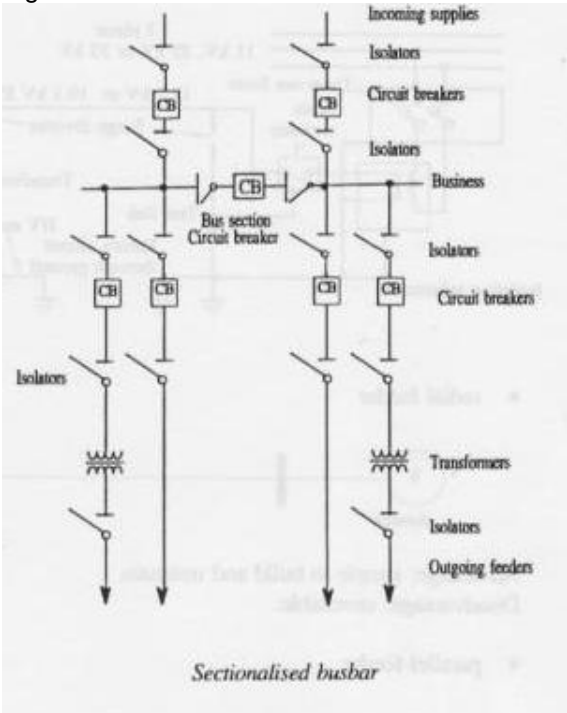 Incoming supplies
Isolators
CB
CB
Circuit breakers
Isolators
CB
Business
Bus section
Circuit breaker
Isolators
CB
CB
CB
CB
Circuit breakers
Isolators
Transformers
Isolators
Outgoing feeders
Sectionalised busbar